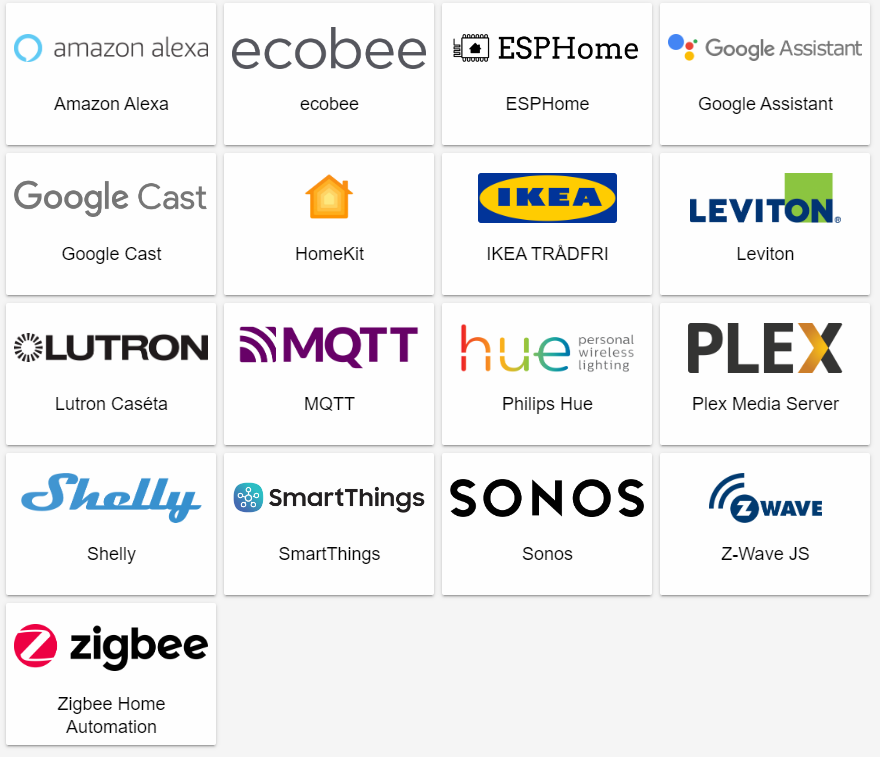 amazon alexa
Amazon Alexa
ecobee
ecobee
ESPHome
ESPHome
Google Assistant
Google Assistant
Google Cast
Google Cast
HomeKit
IKEA
IKEA TRÅDFRI
LEVITON®
Leviton
LUTRON
Lutron Caséta
MQTT
MQTT
hue personal
wireless
lighting
Philips Hue
PLEX
Plex Media Server
Shelly
Shelly
SmartThings
SmartThings
SONOS
Sonos
Z WAVE
Z-Wave JS
zigbee
Zigbee Home
Automation